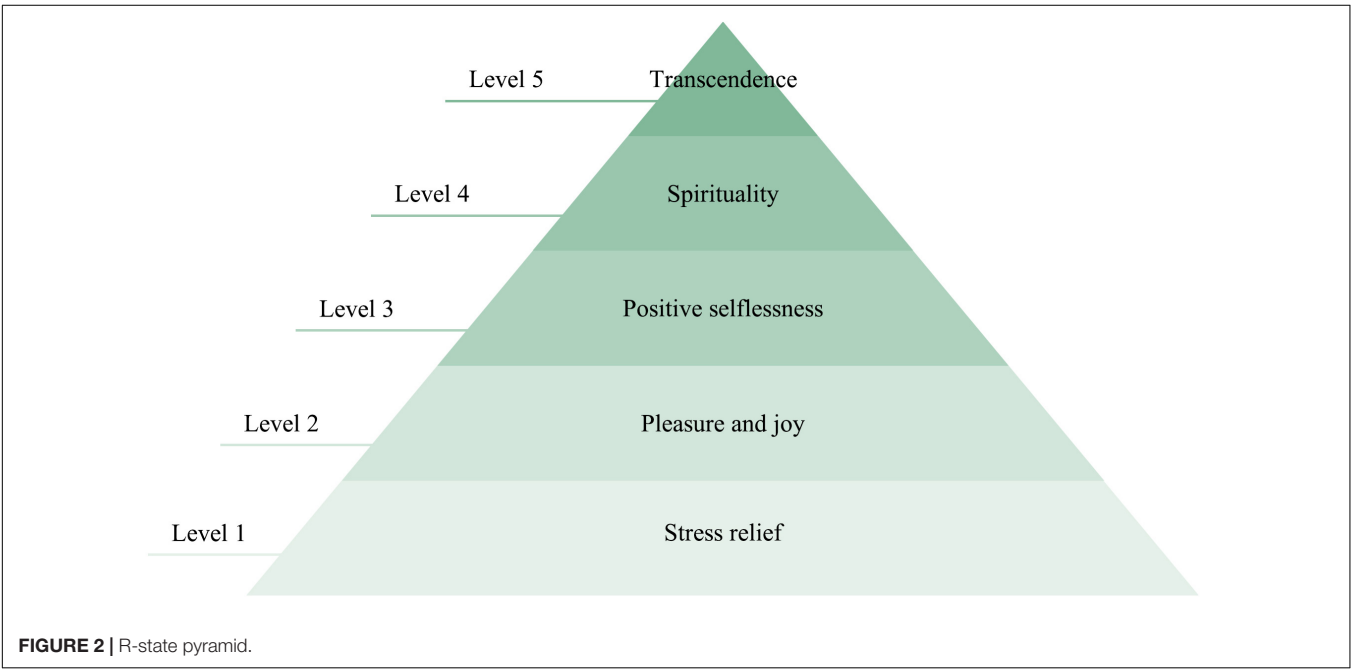 Level 5 Transcendence
Level 4 Spirituality
Level 3 Positive selflessness
Level 2 Pleasure and joy
Level 1 Stress relief
FIGURE 2 | R-state pyramid.